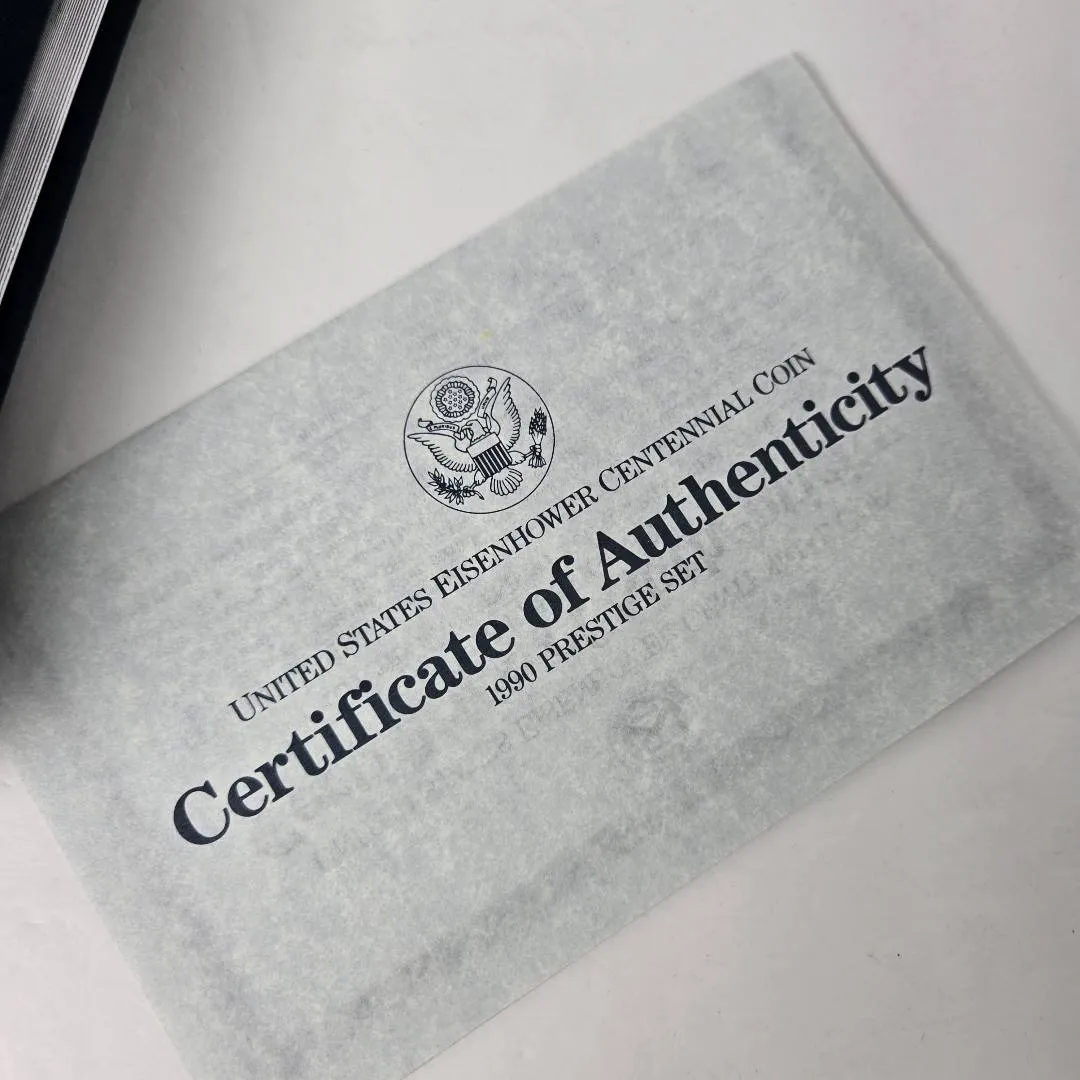 UNITED STATES EISENHOWER CENTENNIAL COIN
Certificate of Authenticity
1990 PRESTIGE SET